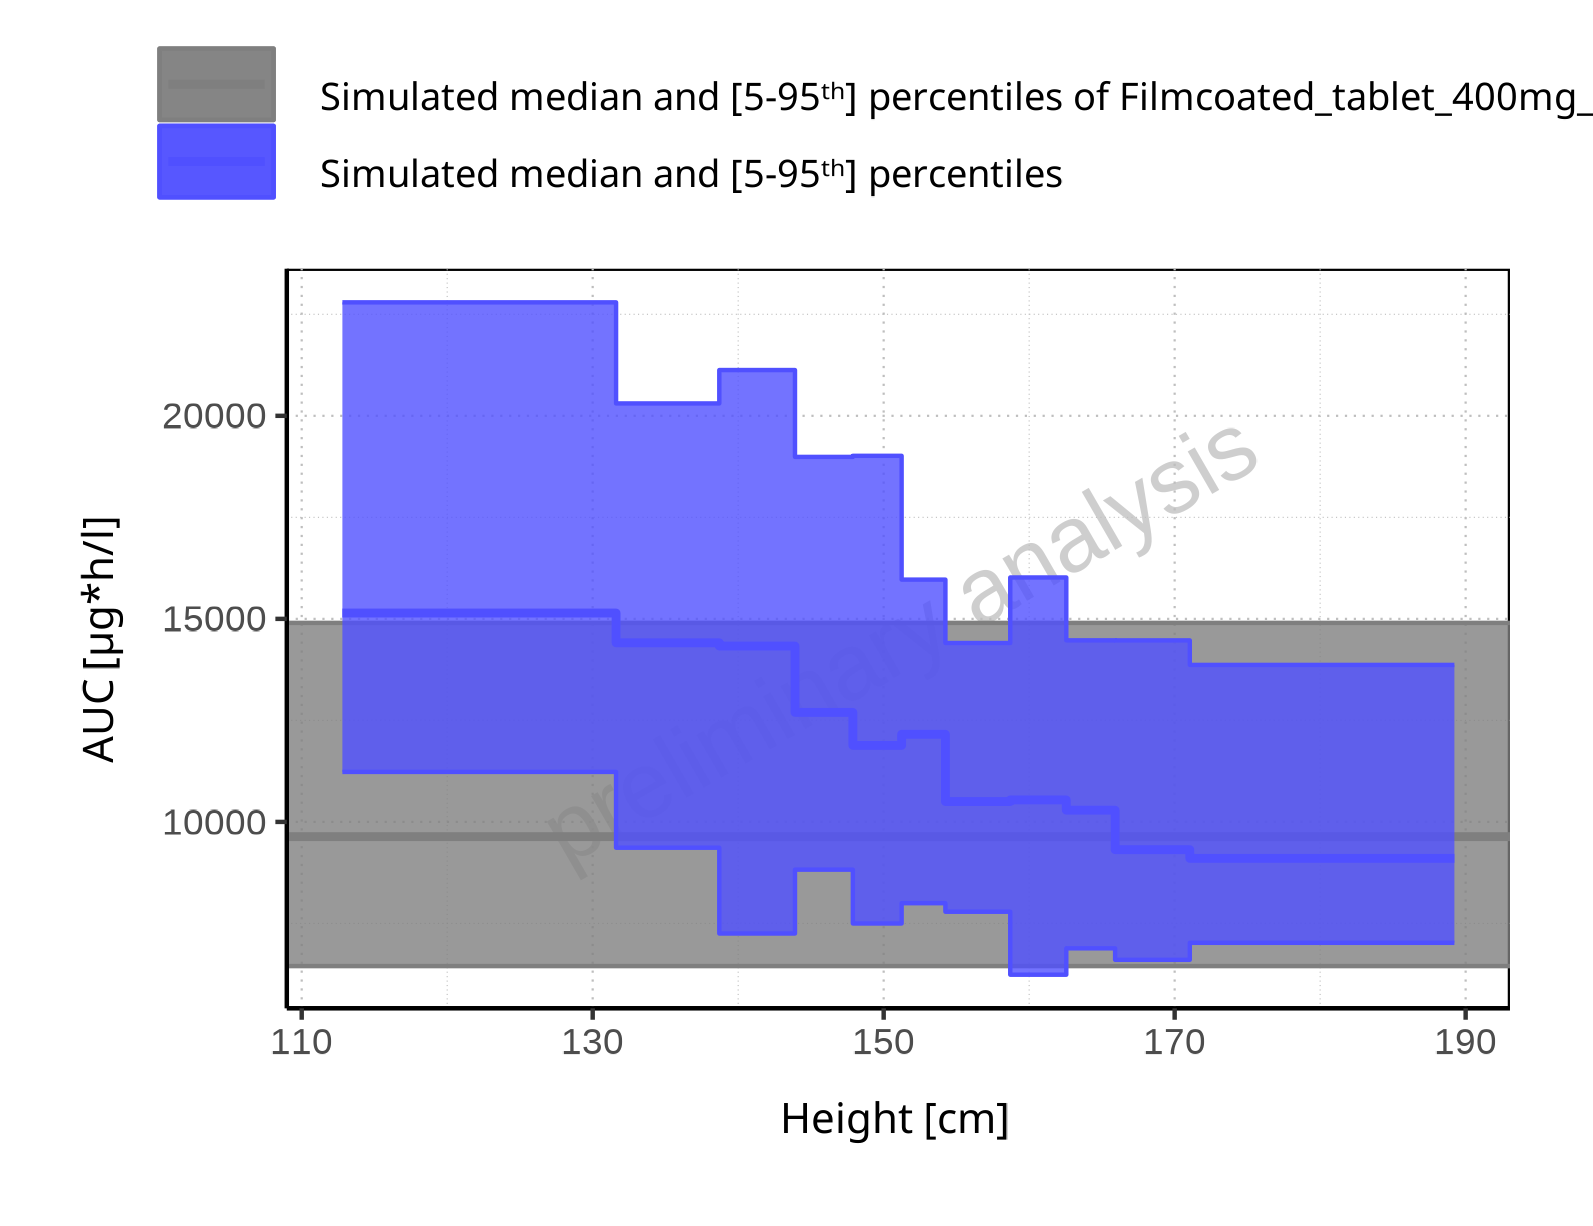 Simulated median and [5-95ᵗʰ] percentiles of Filmcoated_tablet_400mg_
Simulated median and [5-95ᵗʰ] percentiles
20000
15000
10000
AUC [µg*h/l]
preliminary analysis
110 130 150 170 190
Height [cm]